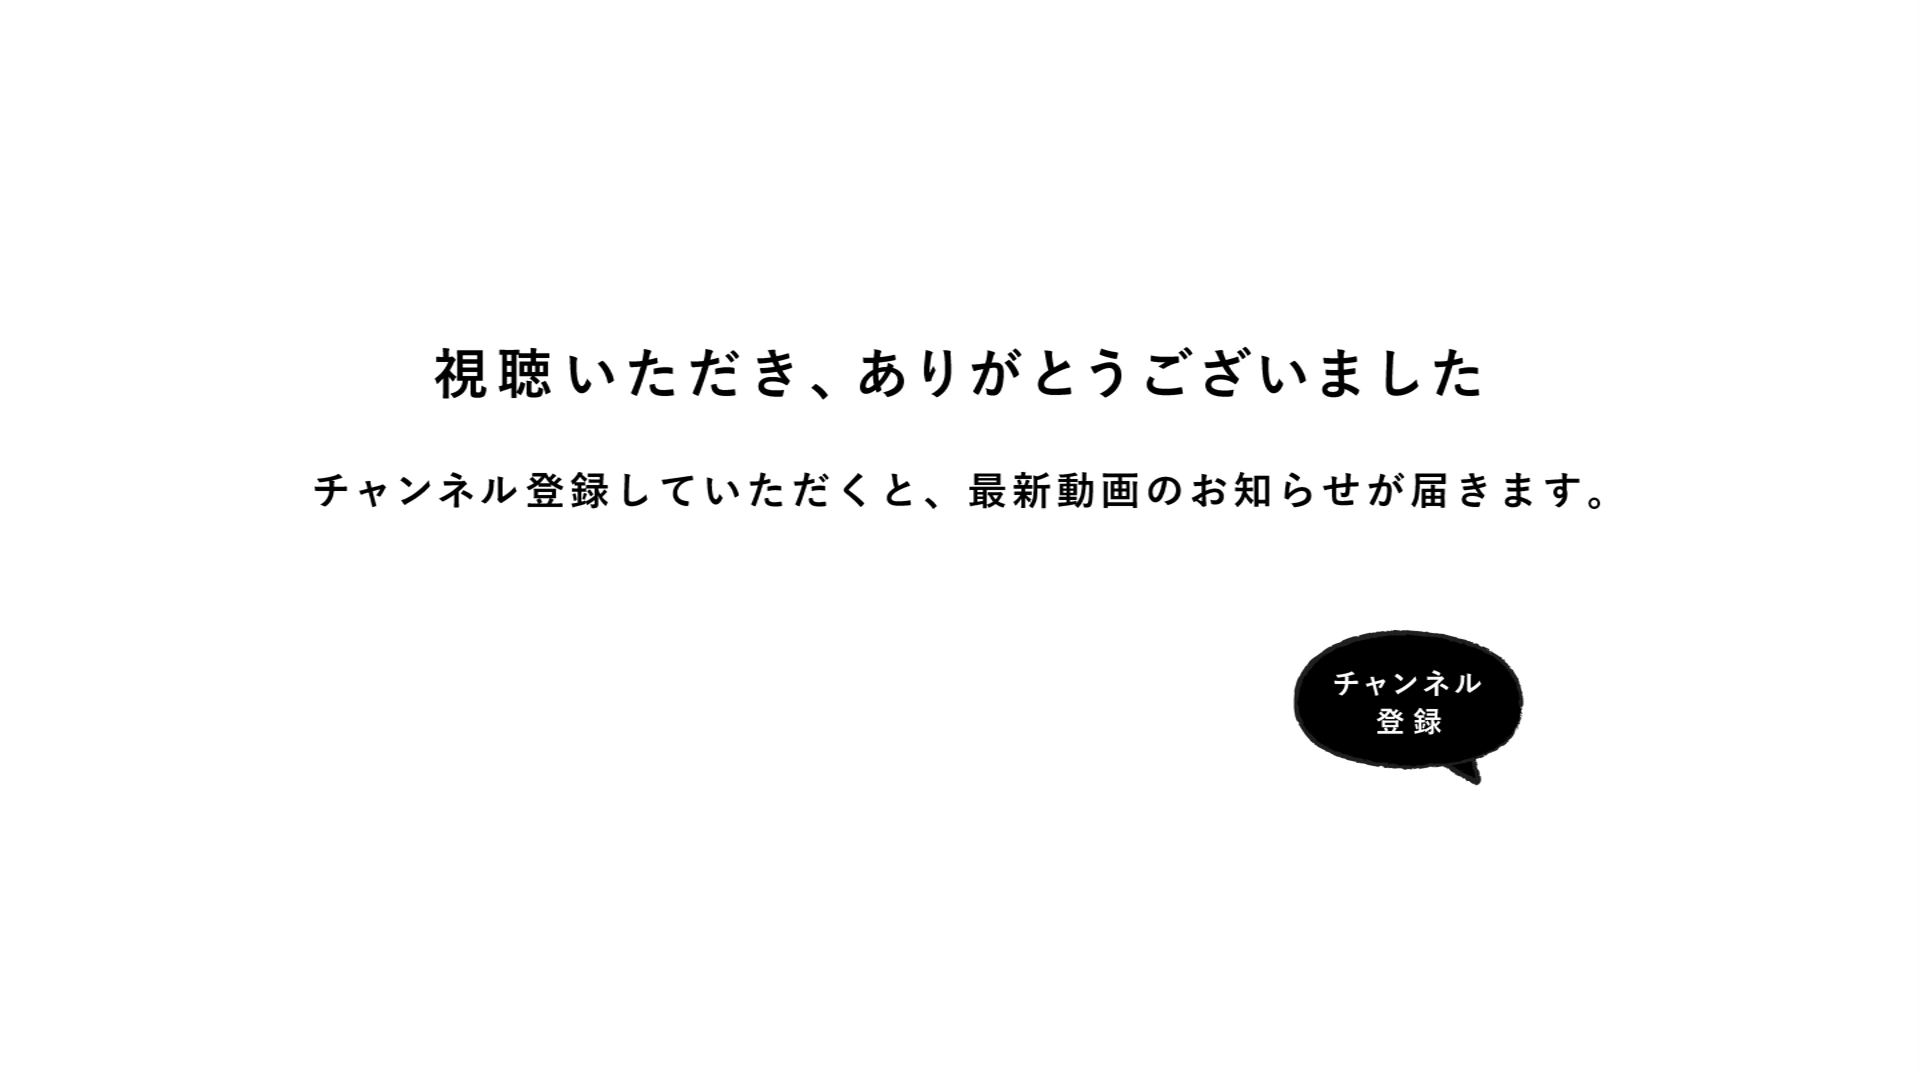 視聴いただき、ありがとうございました
チャンネル登録していただくと、最新動画のお知らせが届きます。
チャンネル
登録